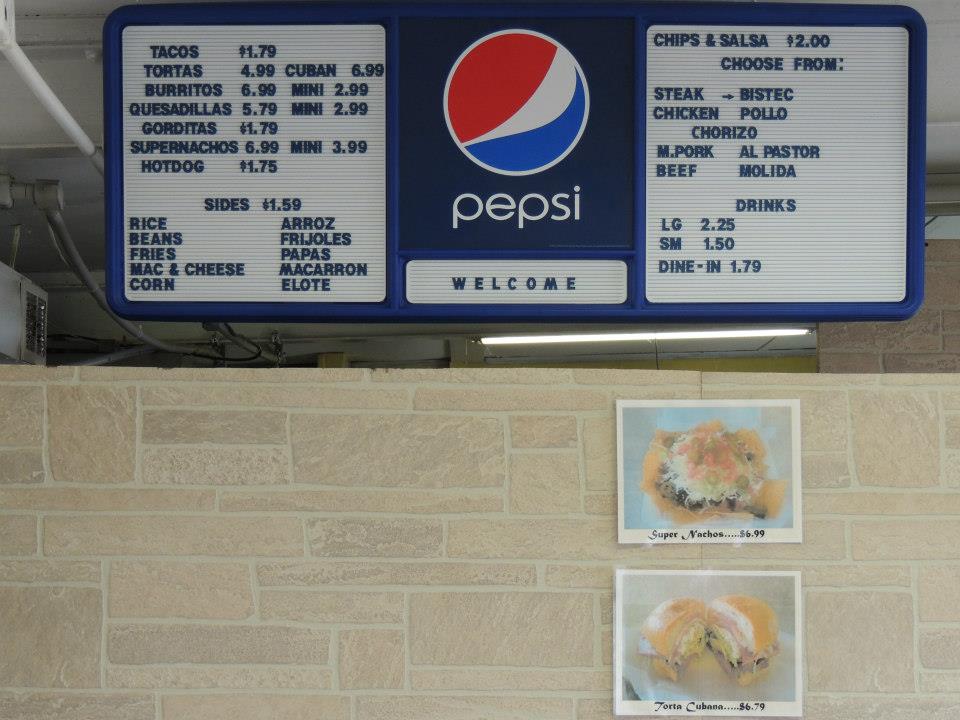 TACOS $1.79
TORTAS 4.99 CUBAN 6.99
BURRITOS 6.99 MINI 2.99
QUESADILLAS 5.79 MINI 2.99
GORDITAS $1.79
SUPERNACHOS 6.99 MINI 3.99
HOTDOG $1.75
SIDES $1.59
RICE ARROZ
BEANS FRIJOLES
FRIES PAPAS
MAC & CHEESE MACARRON
CORN ELOTE
pepsi
WELCOME
CHIPS & SALSA $2.00
CHOOSE FROM:
STEAK → BISTEC
CHICKEN POLLO
CHORIZO
M.PORK AL PASTOR
BEEF MOLIDA
DRINKS
LG 2.25
SM 1.50
DINE-IN 1.79
Super Nachos.....$6.99
Torta Cubana.....$6.79